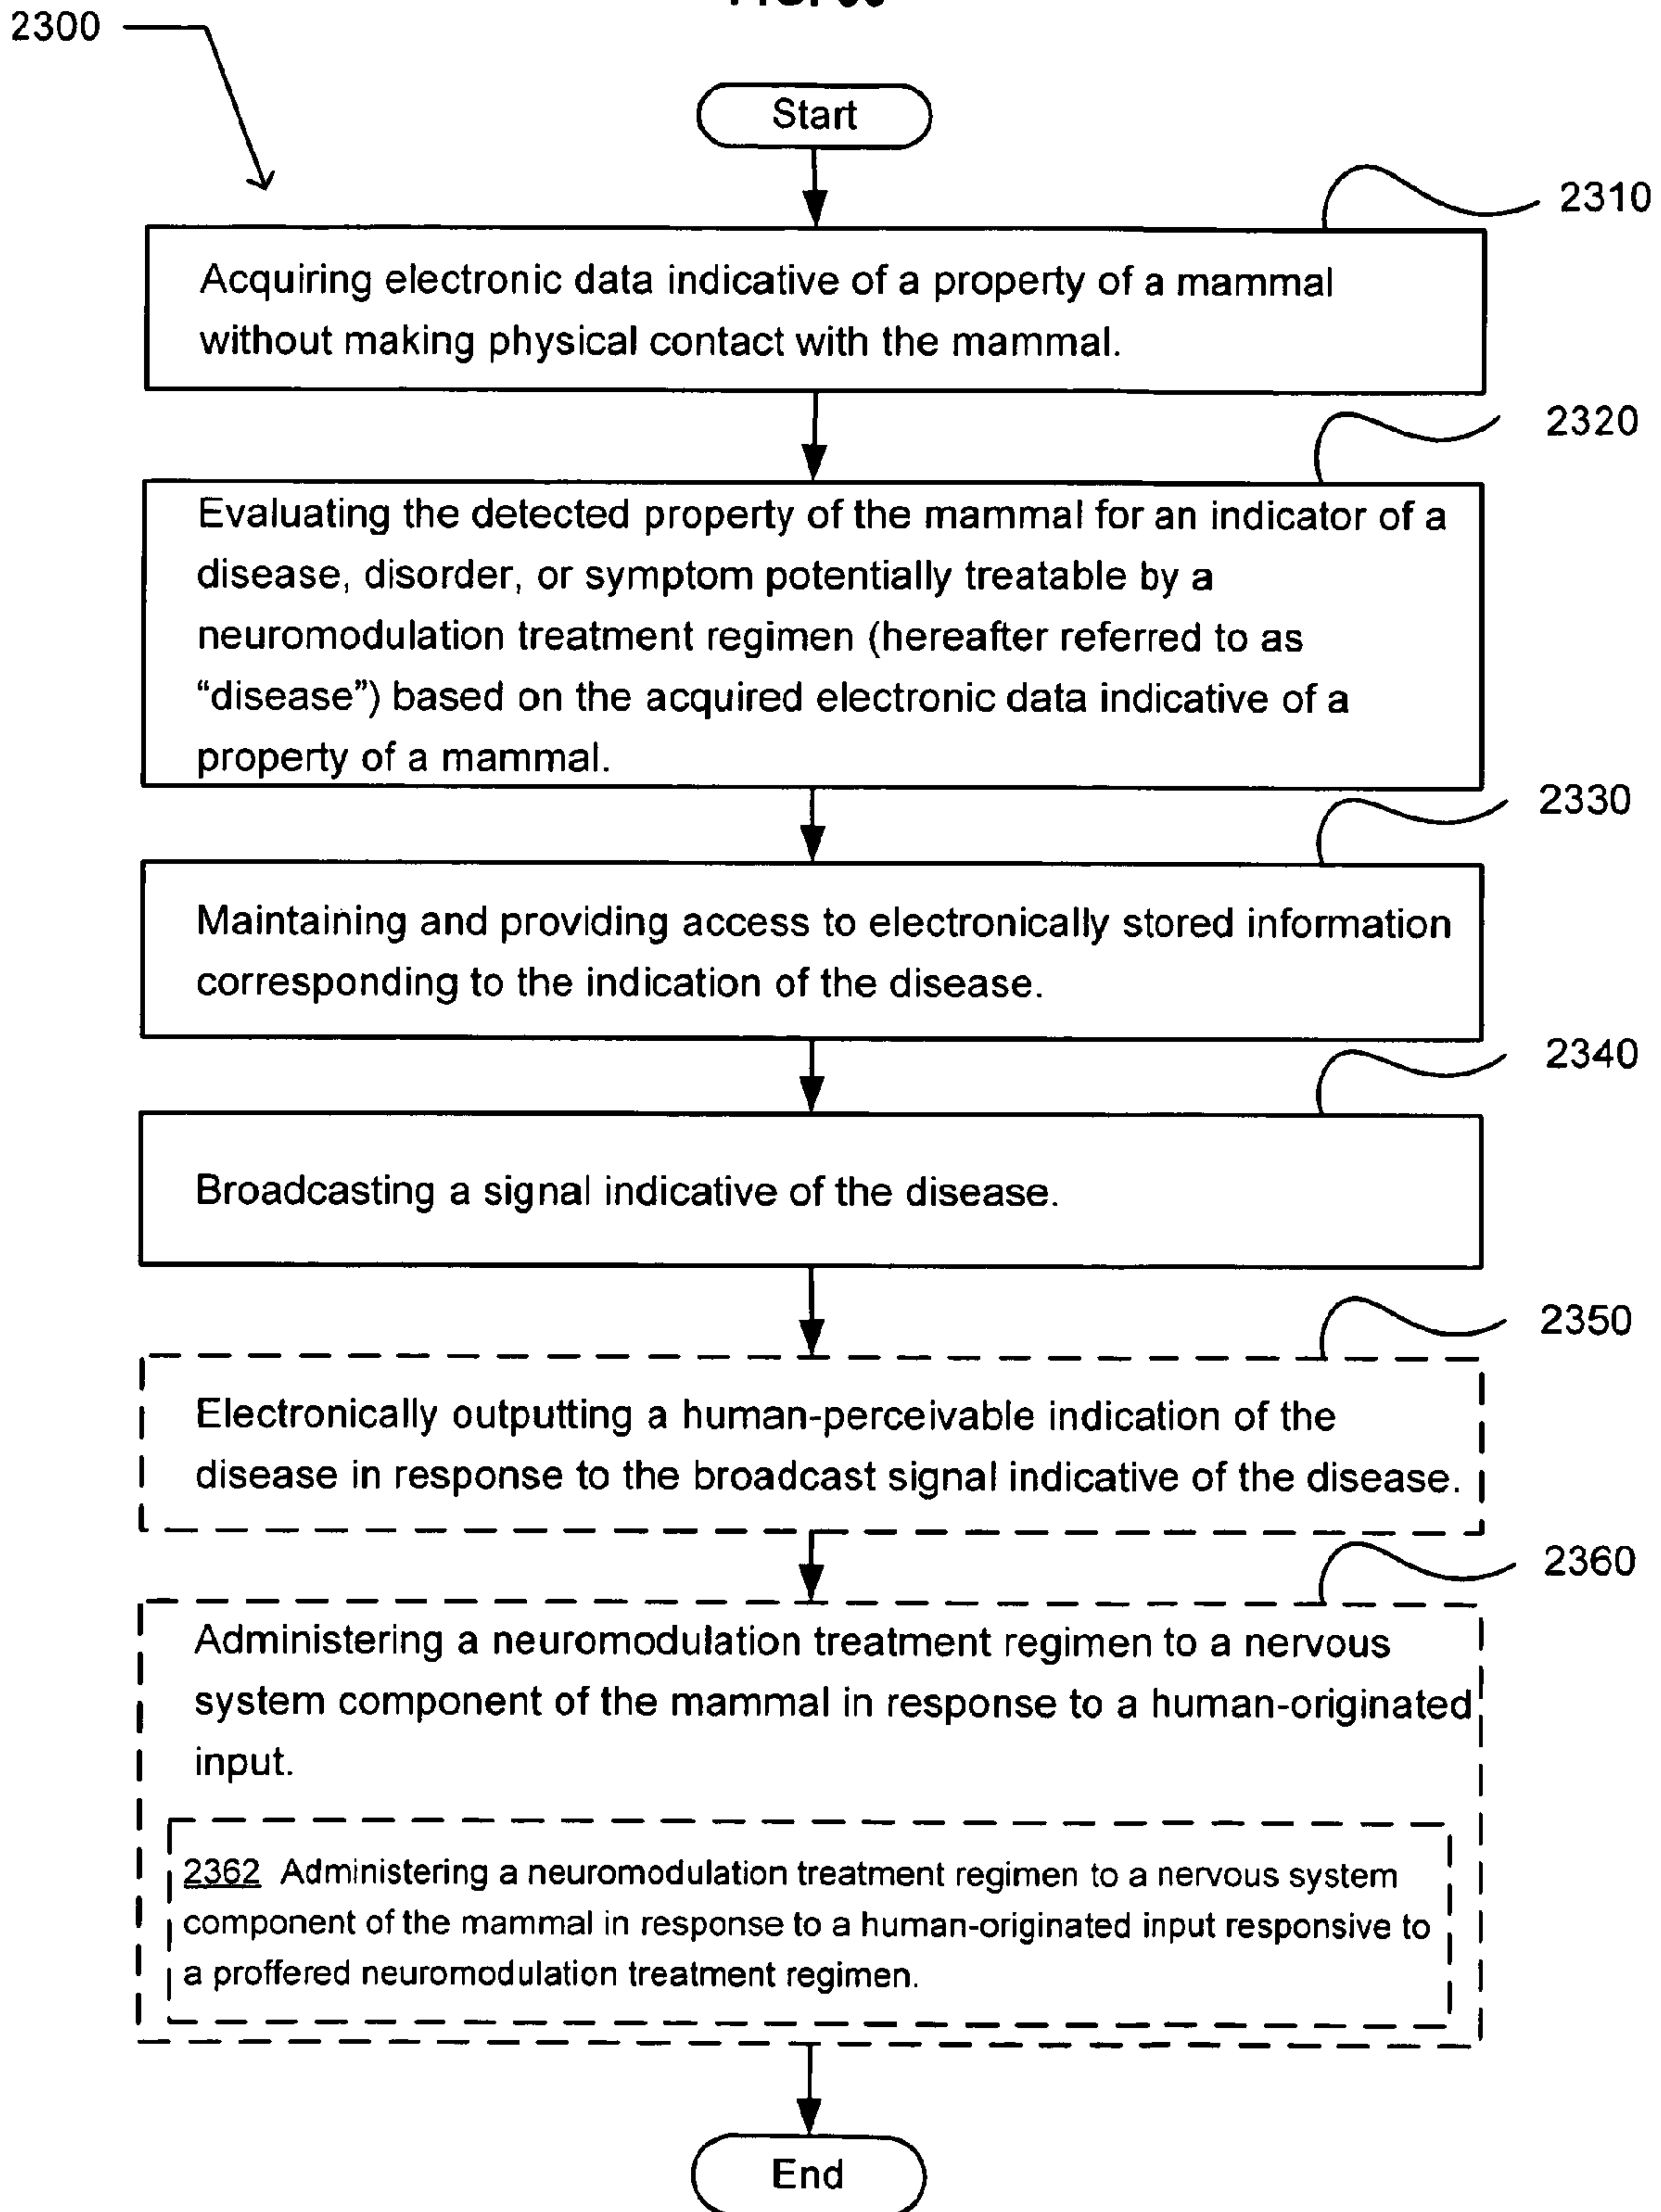 2300
Start
2310
Acquiring electronic data indicative of a property of a mammal
without making physical contact with the mammal.
2320
Evaluating the detected property of the mammal for an indicator of a
disease, disorder, or symptom potentially treatable by a
neuromodulation treatment regimen (hereafter referred to as
“disease”) based on the acquired electronic data indicative of a
property of a mammal.
2330
Maintaining and providing access to electronically stored information
corresponding to the indication of the disease.
2340
Broadcasting a signal indicative of the disease.
2350
Electronically outputting a human-perceivable indication of the
disease in response to the broadcast signal indicative of the disease.
2360
Administering a neuromodulation treatment regimen to a nervous
system component of the mammal in response to a human-originated
input.
2362 Administering a neuromodulation treatment regimen to a nervous system
component of the mammal in response to a human-originated input responsive to
a proffered neuromodulation treatment regimen.
End